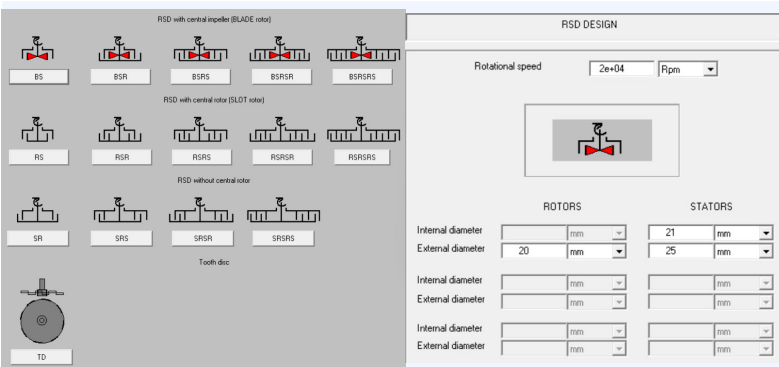 RSD with central impeller (BLADE rotor)
BS
BSR
BSRS
BSRSR
BSRSRS
RSD with central rotor (SLOT rotor)
RS
RSR
RSRS
RSRSR
RSRSRS
RSD without central rotor
SR
SRS
SRSR
SRSRS
Tooth disc
TD
RSD DESIGN
Rotational speed 2e+04 Rpm
ROTORS STATORS
Internal diameter mm 21 mm
External diameter 20 mm 25 mm
Internal diameter mm mm
External diameter mm mm
Internal diameter mm mm
External diameter mm mm